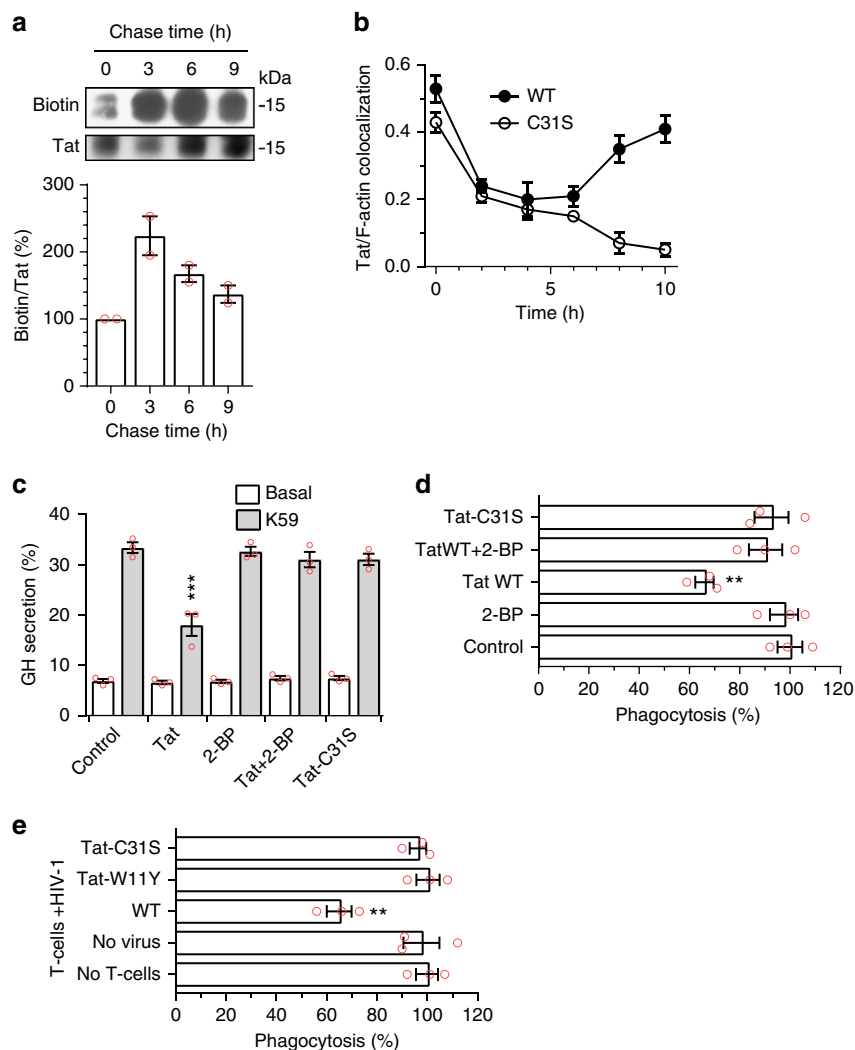 a
Chase time (h)
0 3 6 9 kDa
Biotin -15
Tat -15
300
200
100
0
Biotin/Tat (%)
0 3 6 9
Chase time (h)
b
0.6
0.4
0.2
0.0
Tat/F-actin colocalization
WT
C31S
0 5 10
Time (h)
c
Basal
K59
40
30
20
10
0
GH secretion (%)
***
Control
Tat
2-BP
Tat+2-BP
Tat-C31S
d
Tat-C31S
TatWT+2-BP
Tat WT **
2-BP
Control
0 20 40 60 80 100 120
Phagocytosis (%)
e
T-cells +HIV-1
Tat-C31S
Tat-W11Y
WT **
No virus
No T-cells
0 20 40 60 80 100 120
Phagocytosis (%)